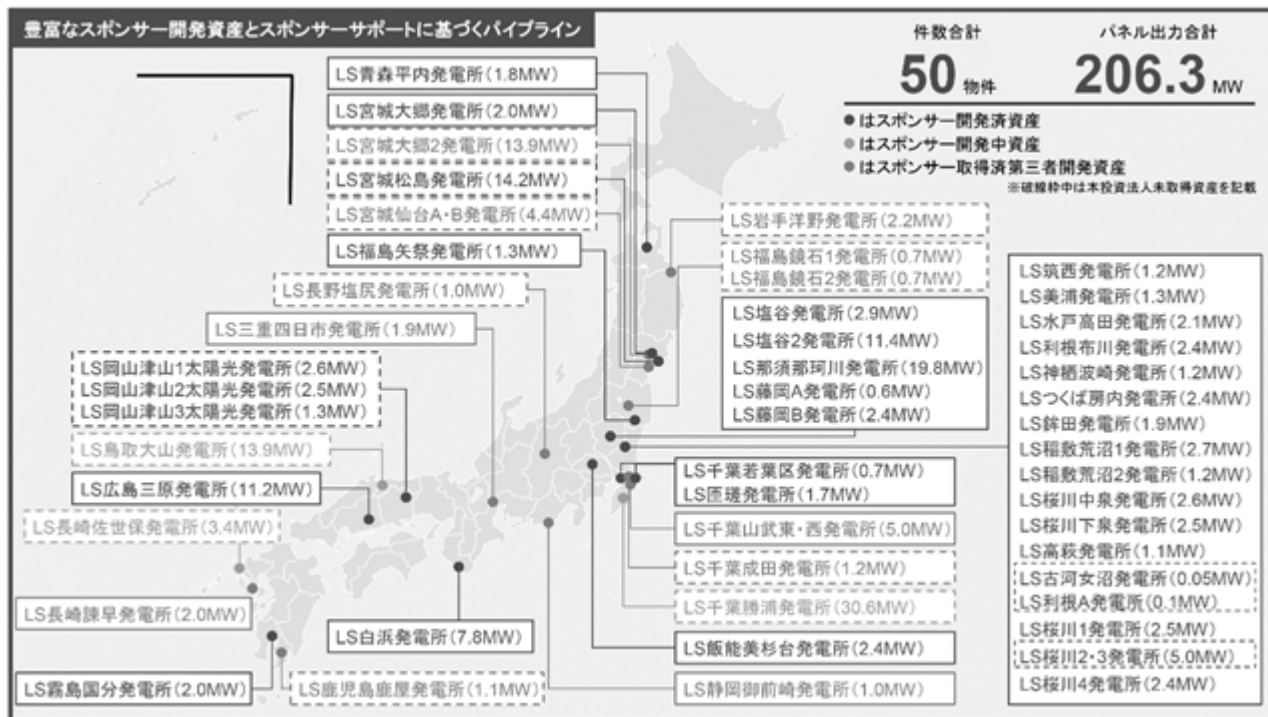 豊富なスポンサー開発資産とスポンサーサポートに基づくパイプライン
件数合計
50 物件
パネル出力合計
206.3 MW
●はスポンサー開発済資産
●はスポンサー開発中資産
●はスポンサー取得済第三者開発資産
※破線枠中は本投資法人未取得資産を記載
LS青森平内発電所(1.8MW)
LS宮城大郷発電所(2.0MW)
LS宮城大郷2発電所(13.9MW)
LS宮城松島発電所(14.2MW)
LS宮城仙台A・B発電所(4.4MW)
LS福島矢祭発電所(1.3MW)
LS長野塩尻発電所(1.0MW)
LS三重四日市発電所(1.9MW)
LS岡山津山1太陽光発電所(2.6MW)
LS岡山津山2太陽光発電所(2.5MW)
LS岡山津山3太陽光発電所(1.3MW)
LS鳥取大山発電所(13.9MW)
LS広島三原発電所(11.2MW)
LS長崎佐世保発電所(3.4MW)
LS長崎諫早発電所(2.0MW)
LS霧島国分発電所(2.0MW)
LS白浜発電所(7.8MW)
LS鹿児島鹿屋発電所(1.1MW)
LS岩手洋野発電所(2.2MW)
LS福島鏡石1発電所(0.7MW)
LS福島鏡石2発電所(0.7MW)
LS塩谷発電所(2.9MW)
LS塩谷2発電所(11.4MW)
LS那須那珂川発電所(19.8MW)
LS藤岡A発電所(0.6MW)
LS藤岡B発電所(2.4MW)
LS千葉若葉区発電所(0.7MW)
LS匝瑳発電所(1.7MW)
LS千葉山武東・西発電所(5.0MW)
LS千葉成田発電所(1.2MW)
LS千葉勝浦発電所(30.6MW)
LS飯能美杉台発電所(2.4MW)
LS静岡御前崎発電所(1.0MW)
LS筑西発電所(1.2MW)
LS美浦発電所(1.3MW)
LS水戸高田発電所(2.1MW)
LS利根布川発電所(2.4MW)
LS神栖波崎発電所(1.2MW)
LSつくば房内発電所(2.4MW)
LS鉾田発電所(1.9MW)
LS稲敷荒沼1発電所(2.7MW)
LS稲敷荒沼2発電所(1.2MW)
LS桜川中泉発電所(2.6MW)
LS桜川下泉発電所(2.5MW)
LS高萩発電所(1.1MW)
LS古河女沼発電所(0.05MW)
LS利根A発電所(0.1MW)
LS桜川1発電所(2.5MW)
LS桜川2・3発電所(5.0MW)
LS桜川4発電所(2.4MW)